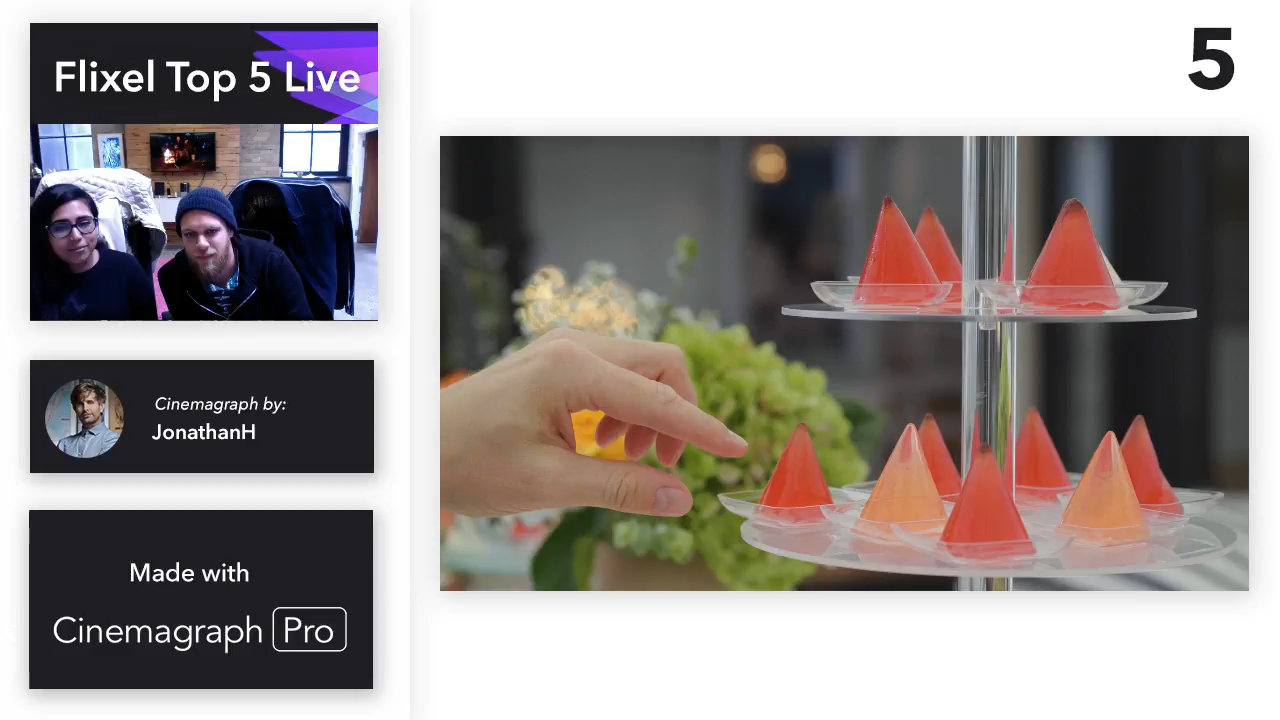 Flixel Top 5 Live
Cinemagraph by:
JonathanH
Made with
Cinemagraph Pro
5